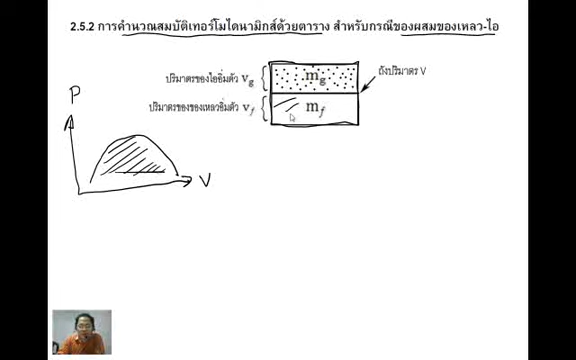 2.5.2 การคำนวณสมบัติเทอร์โมไดนามิกส์ด้วยตาราง สำหรับกรณีของผสมของเหลว-ไอ
ปริมาตรของไออิ่มตัว v_g
m_g
ถังปริมาตร V
ปริมาตรของของเหลวอิ่มตัว v_f
m_f
P
V